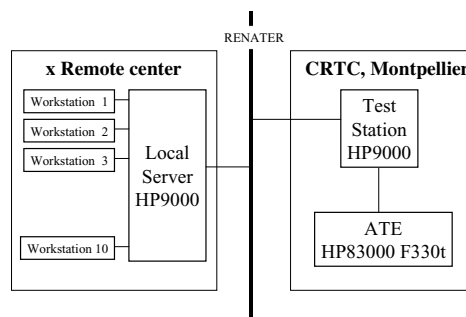 RENATER
x Remote center
Workstation 1
Workstation 2
Workstation 3
Workstation 10
Local
Server
HP9000
CRTC, Montpellier
Test
Station
HP9000
ATE
HP83000 F330t